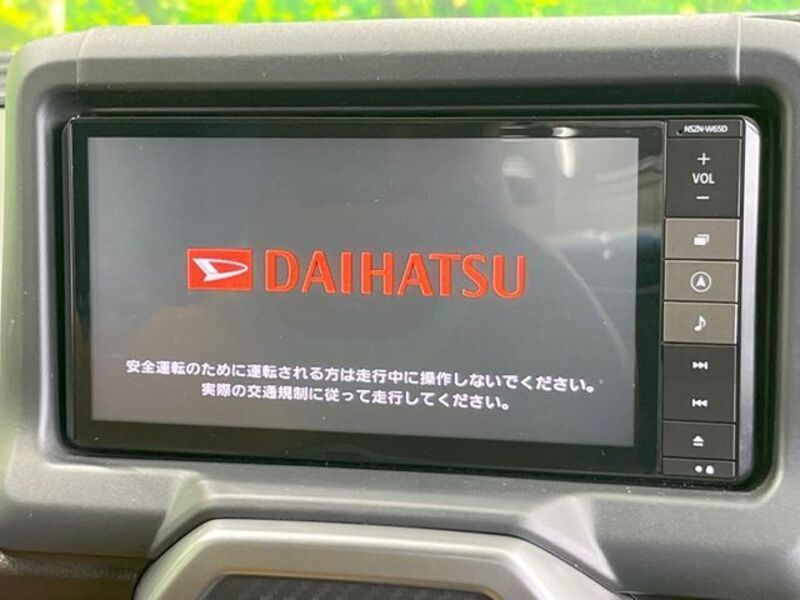 NSZN-W65D
+
VOL
−
DAIHATSU
安全運転のために運転される方は走行中に操作しないでください。
実際の交通規制に従って走行してください。